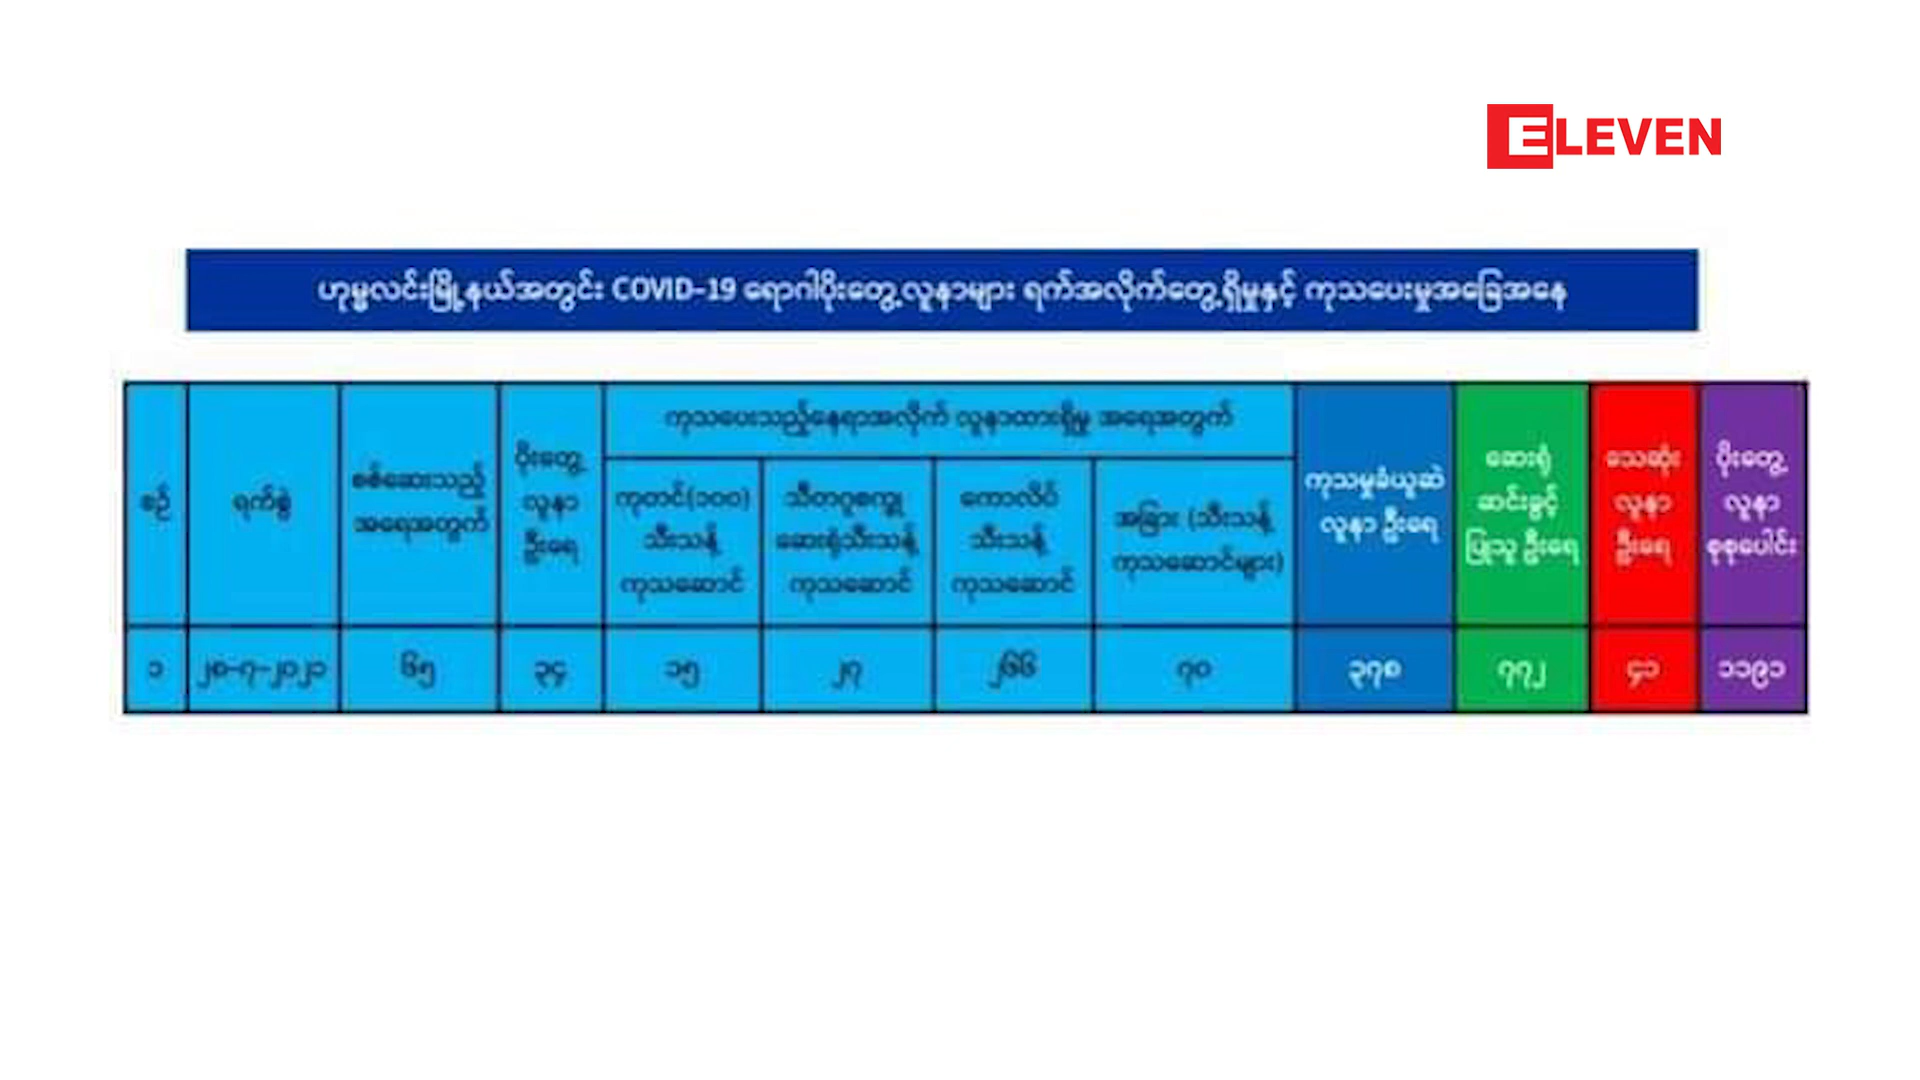 ELEVEN
ဟုမ္မလင်းမြို့နယ်အတွင်း COVID-19 ရောဂါပိုးတွေ့လူနာများ ရက်အလိုက်တွေ့ရှိမှုနှင့် ကုသပေးမှုအခြေအနေ
စဉ်
ရက်စွဲ
စစ်ဆေးသည့်
အရေအတွက်
ပိုးတွေ့
လူနာ
ဦးရေ
ကုသပေးသည့်နေရာအလိုက် လူနာထားရှိမှု အရေအတွက်
ကုတင်(၁၀၀)
သီးသန့်
ကုသဆောင်
သီတဂူစက္ခု
ဆေးရုံသီးသန့်
ကုသဆောင်
ကောလိပ်
သီးသန့်
ကုသဆောင်
အခြား (သီးသန့်
ကုသဆောင်များ)
ကုသမှုခံယူဆဲ
လူနာ ဦးရေ
ဆေးရုံ
ဆင်းခွင့်
ပြုသူ ဦးရေ
သေဆုံး
လူနာ
ဦးရေ
ပိုးတွေ့
လူနာ
စုစုပေါင်း
၁
၂၈-၇-၂၀၂၁
၆၅
၃၄
၁၅
၂၇
၂၆၆
၇၀
၃၇၈
၇၇၂
၄၁
၁၁၉၁